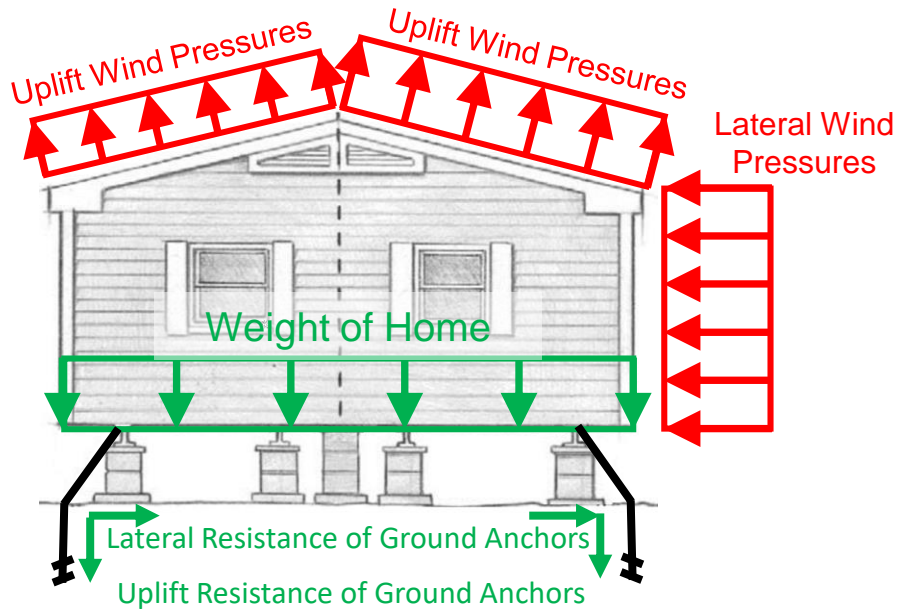 Uplift Wind Pressures
Uplift Wind Pressures
Lateral Wind
Pressures
Weight of Home
Lateral Resistance of Ground Anchors
Uplift Resistance of Ground Anchors